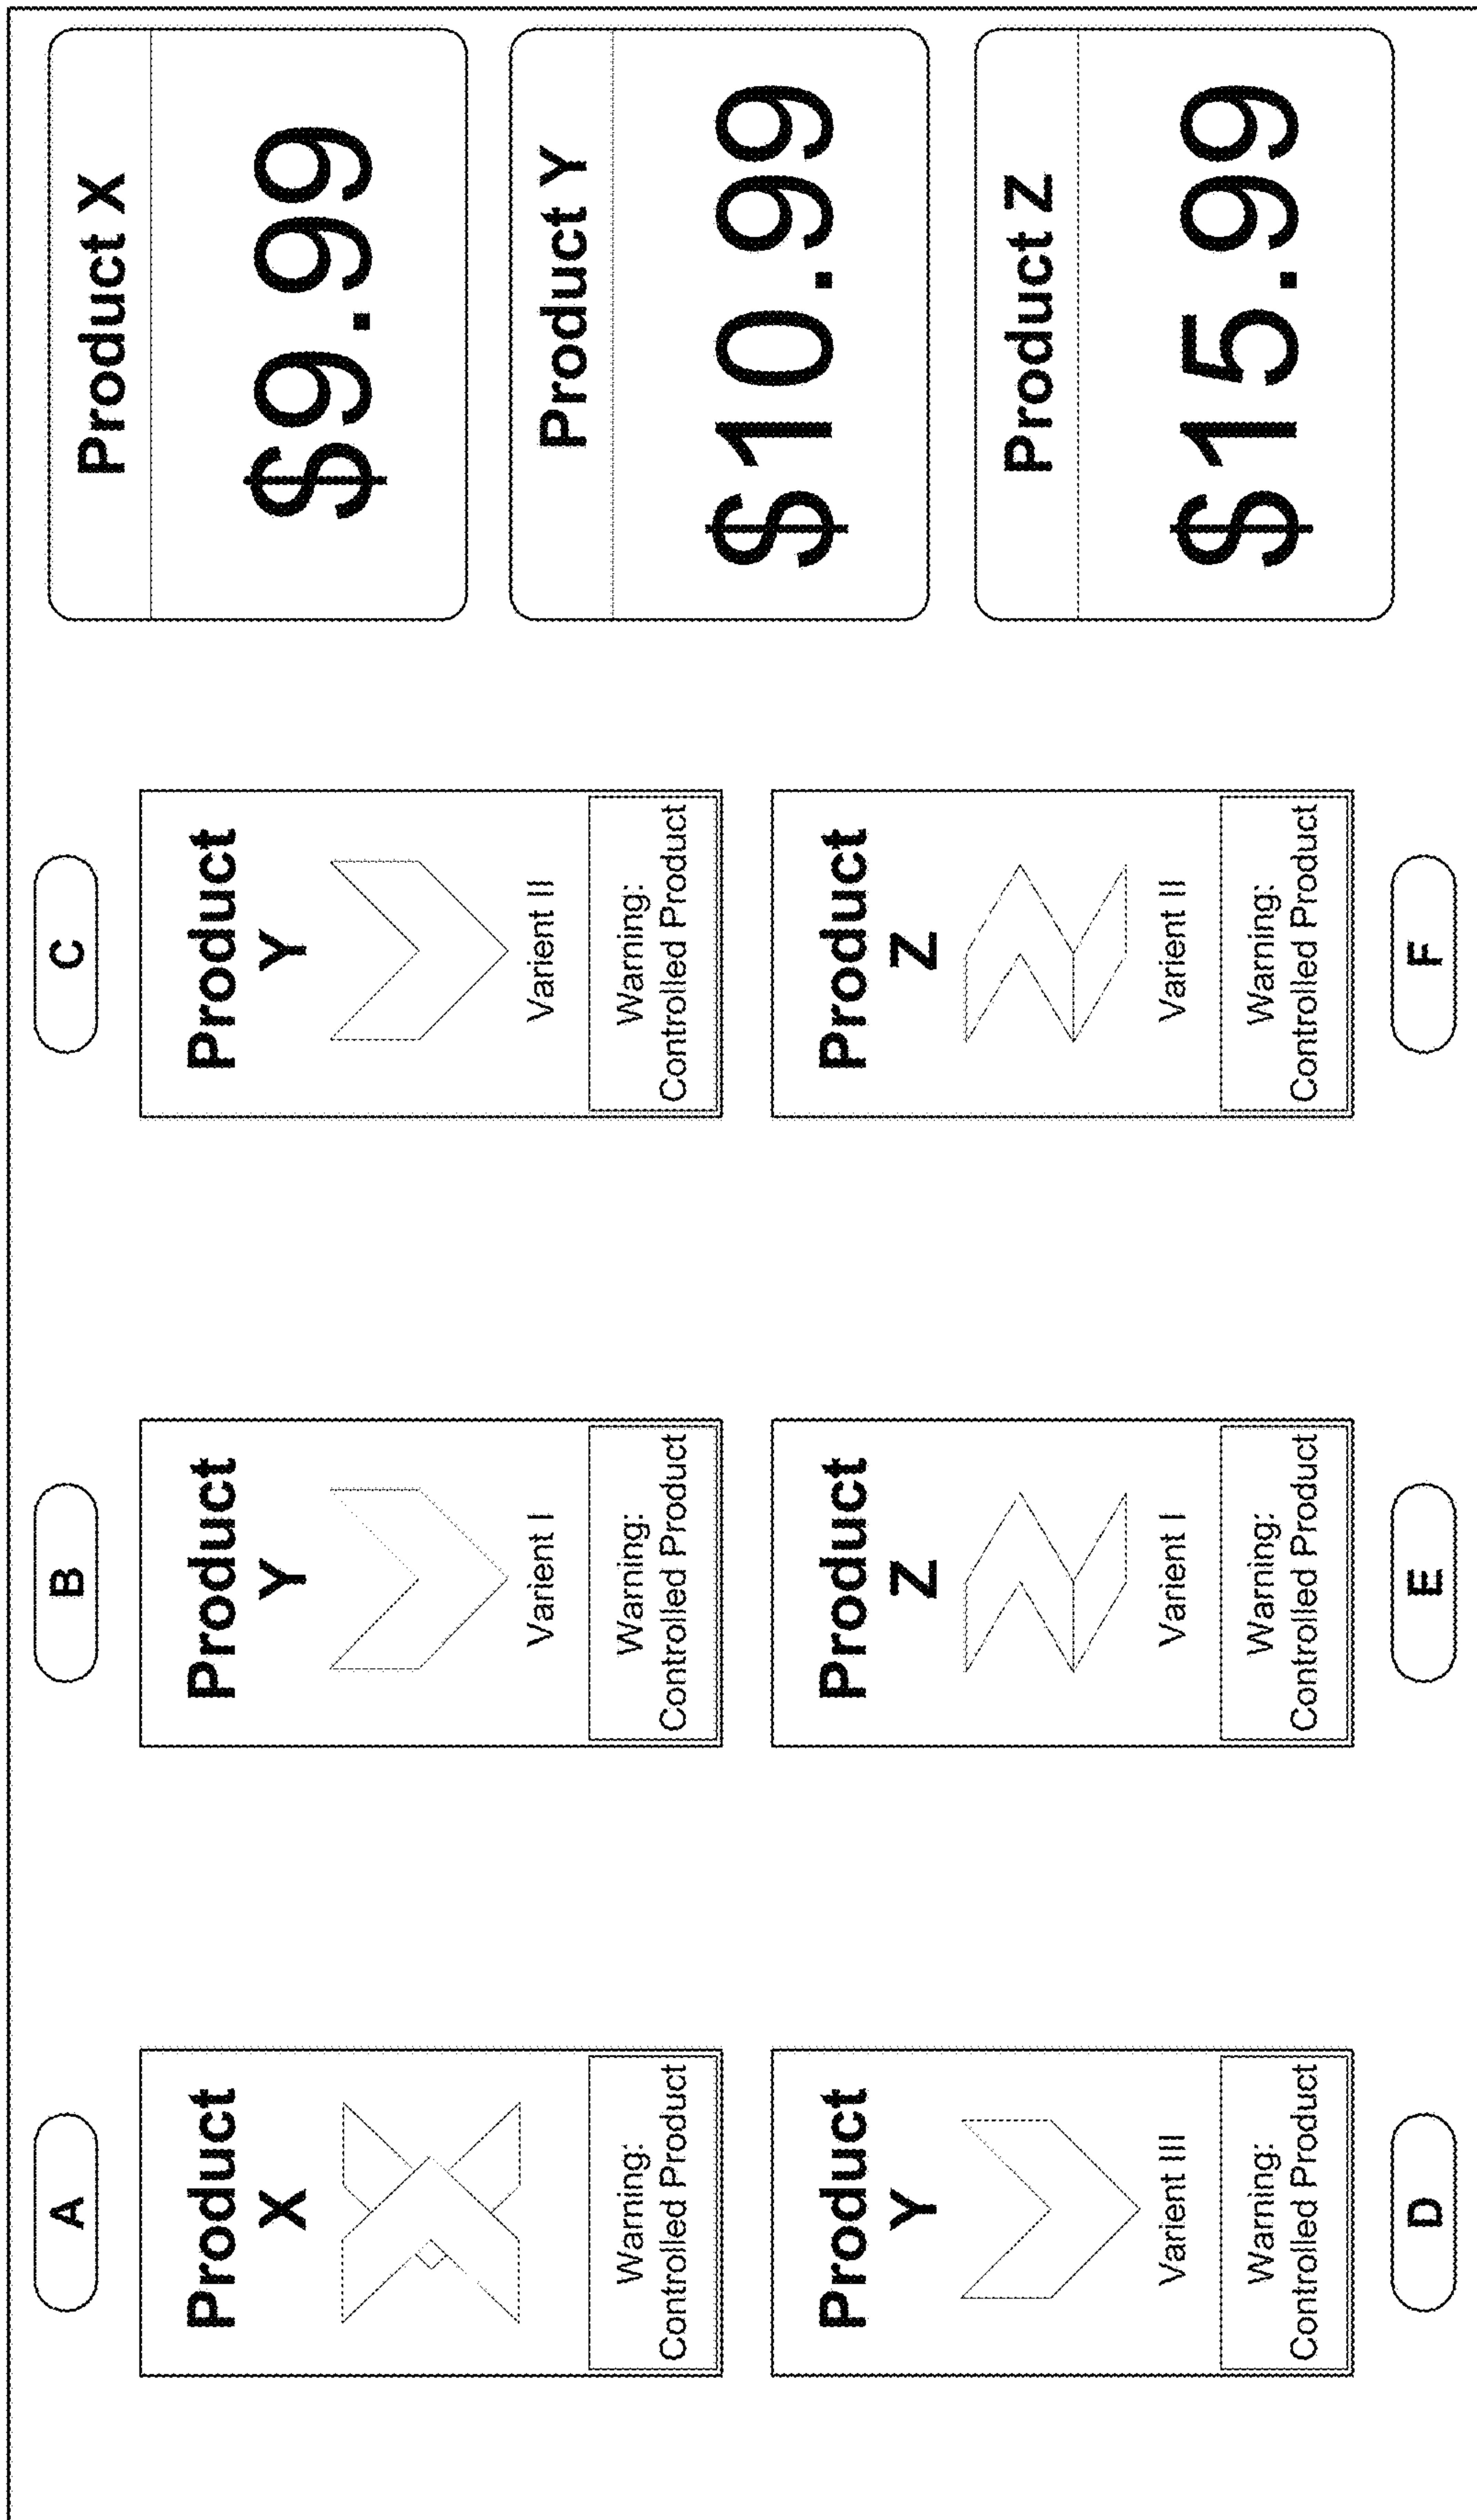 A
B
C
Product
X
Warning:
Controlled Product
Product
Y
Varient I
Warning:
Controlled Product
Product
Y
Varient II
Warning:
Controlled Product
Product
Y
Varient III
Warning:
Controlled Product
Product
Z
Varient I
Warning:
Controlled Product
Product
Z
Varient II
Warning:
Controlled Product
D
E
F
Product X
$9.99
Product Y
$10.99
Product Z
$15.99